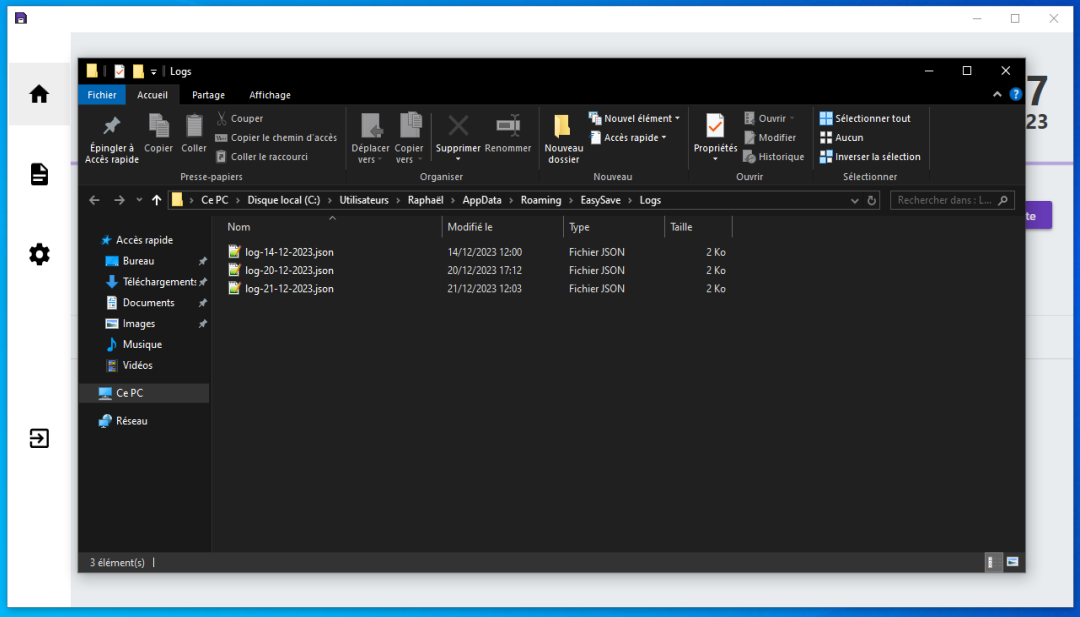 Logs
7
23
te
Fichier Accueil Partage Affichage
Épingler à Accès rapide
Copier
Coller
Couper
Copier le chemin d'accès
Coller le raccourci
Presse-papiers
Déplacer vers
Copier vers
Supprimer
Renommer
Organiser
Nouveau dossier
Nouvel élément
Accès rapide
Nouveau
Propriétés
Ouvrir
Modifier
Historique
Ouvrir
Sélectionner tout
Aucun
Inverser la sélection
Sélectionner
Ce PC > Disque local (C:) > Utilisateurs > Raphaël > AppData > Roaming > EasySave > Logs
Rechercher dans : L...
Accès rapide
Bureau
Téléchargements
Documents
Images
Musique
Vidéos
Ce PC
Réseau
Nom Modifié le Type Taille
log-14-12-2023.json 14/12/2023 12:00 Fichier JSON 2 Ko
log-20-12-2023.json 20/12/2023 17:12 Fichier JSON 2 Ko
log-21-12-2023.json 21/12/2023 12:03 Fichier JSON 2 Ko
3 élément(s)